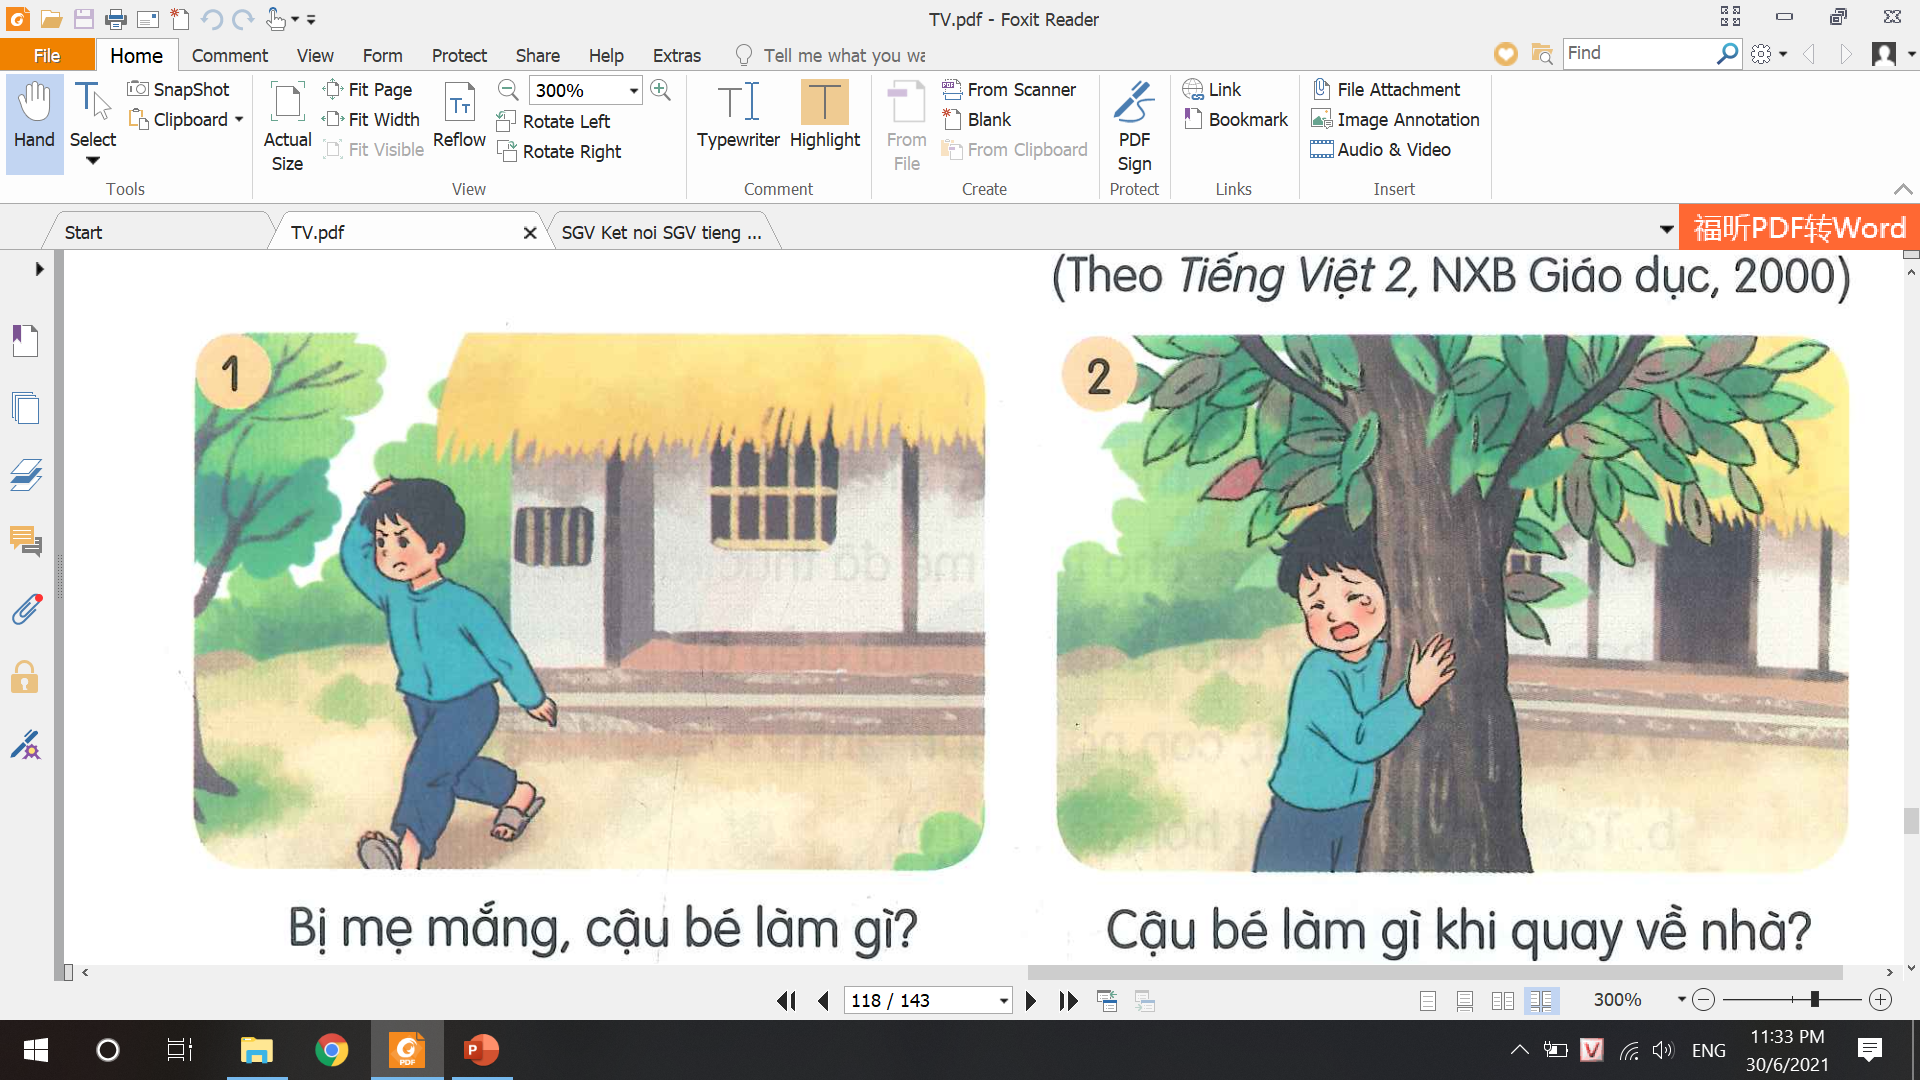 TV.pdf - Foxit Reader
File Home Comment View Form Protect Share Help Extras Tell me what you wa Find
Hand
Select
SnapShot
Clipboard
Tools
Actual Size
Fit Page
Fit Width
Fit Visible
Reflow
300%
Rotate Left
Rotate Right
View
Typewriter
Highlight
Comment
From File
From Scanner
Blank
From Clipboard
Create
PDF Sign
Protect
Link
Bookmark
Links
File Attachment
Image Annotation
Audio & Video
Insert
Start TV.pdf SGV Ket noi SGV tieng ... 福昕PDF转Word
(Theo Tiếng Việt 2, NXB Giáo dục, 2000)
1
2
Bị mẹ mắng, cậu bé làm gì?
Cậu bé làm gì khi quay về nhà?
118 / 143
300%
ENG
11:33 PM
30/6/2021